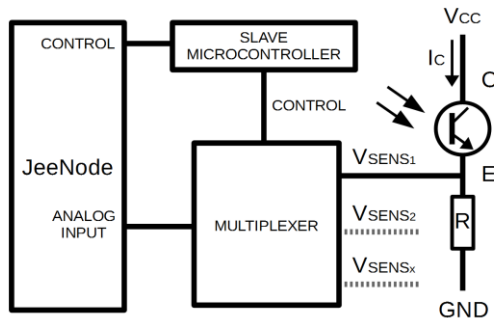 CONTROL
JeeNode
ANALOG
INPUT
SLAVE
MICROCONTROLLER
CONTROL
MULTIPLEXER
VSENS1
VSENS2
VSENSx
VCC
IC
C
E
R
GND